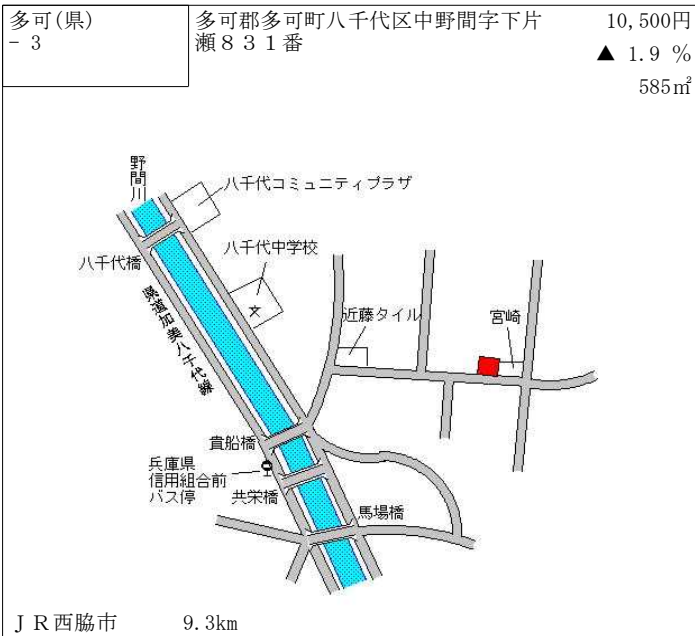 多可(県)
－ 3
多可郡多可町八千代区中野間字下片
瀬８３１番
10,500円
▲ 1.9 %
585㎡
野間川
八千代コミュニティプラザ
八千代橋
八千代中学校
文
県道加美八千代線
近藤タイル
宮崎
貴船橋
兵庫県
信用組合前
バス停
共栄橋
馬場橋
ＪＲ西脇市 9.3km